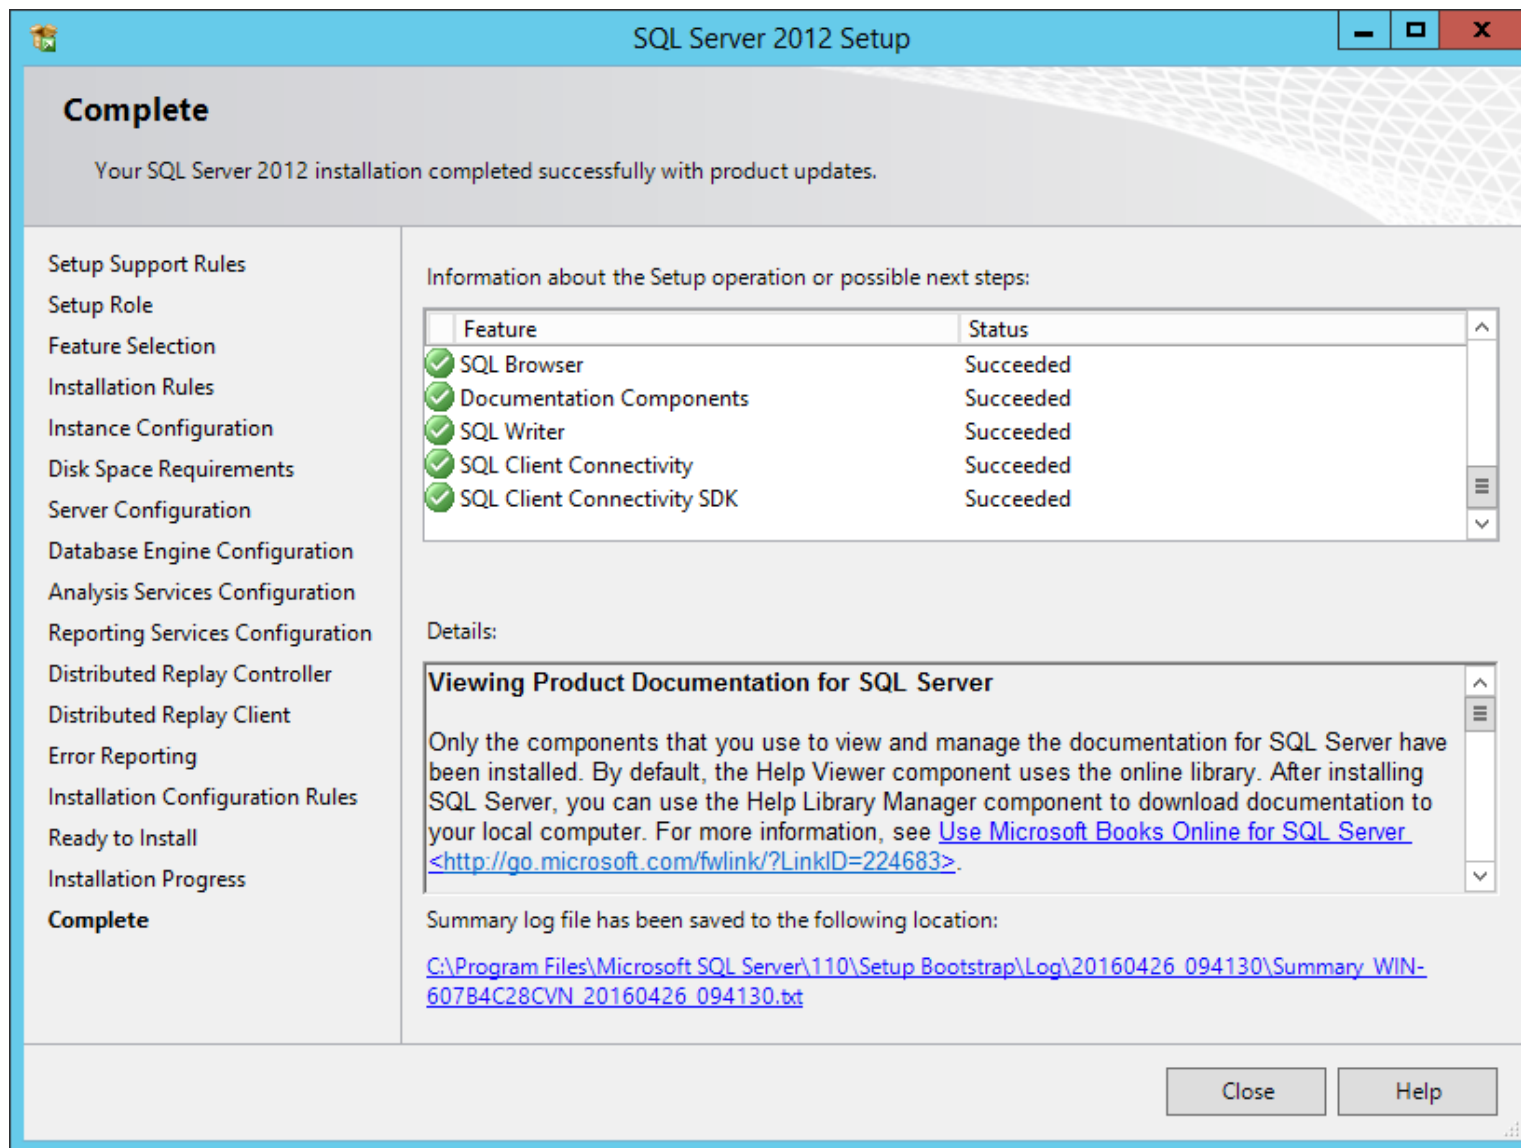 SQL Server 2012 Setup
Complete
Your SQL Server 2012 installation completed successfully with product updates.
Setup Support Rules
Setup Role
Feature Selection
Installation Rules
Instance Configuration
Disk Space Requirements
Server Configuration
Database Engine Configuration
Analysis Services Configuration
Reporting Services Configuration
Distributed Replay Controller
Distributed Replay Client
Error Reporting
Installation Configuration Rules
Ready to Install
Installation Progress
Complete
Information about the Setup operation or possible next steps:
Feature Status
SQL Browser Succeeded
Documentation Components Succeeded
SQL Writer Succeeded
SQL Client Connectivity Succeeded
SQL Client Connectivity SDK Succeeded
Details:
Viewing Product Documentation for SQL Server
Only the components that you use to view and manage the documentation for SQL Server have
been installed. By default, the Help Viewer component uses the online library. After installing
SQL Server, you can use the Help Library Manager component to download documentation to
your local computer. For more information, see Use Microsoft Books Online for SQL Server
<http://go.microsoft.com/fwlink/?LinkID=224683>.
Summary log file has been saved to the following location:
C:\Program Files\Microsoft SQL Server\110\Setup Bootstrap\Log\20160426_094130\Summary_WIN-
607B4C28CVN_20160426_094130.txt
Close Help